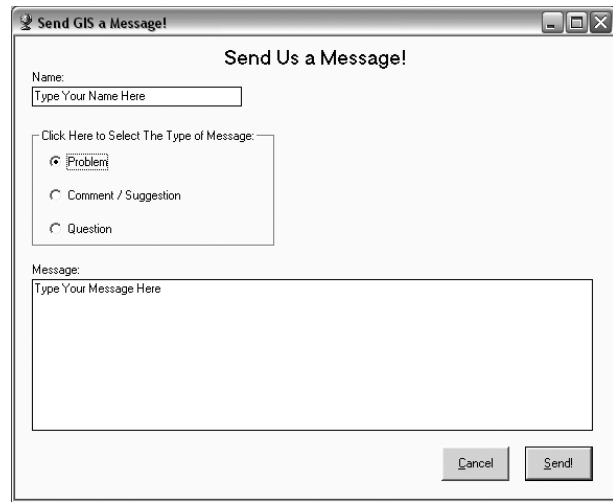 Send GIS a Message!
Send Us a Message!
Name:
Type Your Name Here
Click Here to Select The Type of Message:
Problem
Comment / Suggestion
Question
Message:
Type Your Message Here
Cancel
Send!